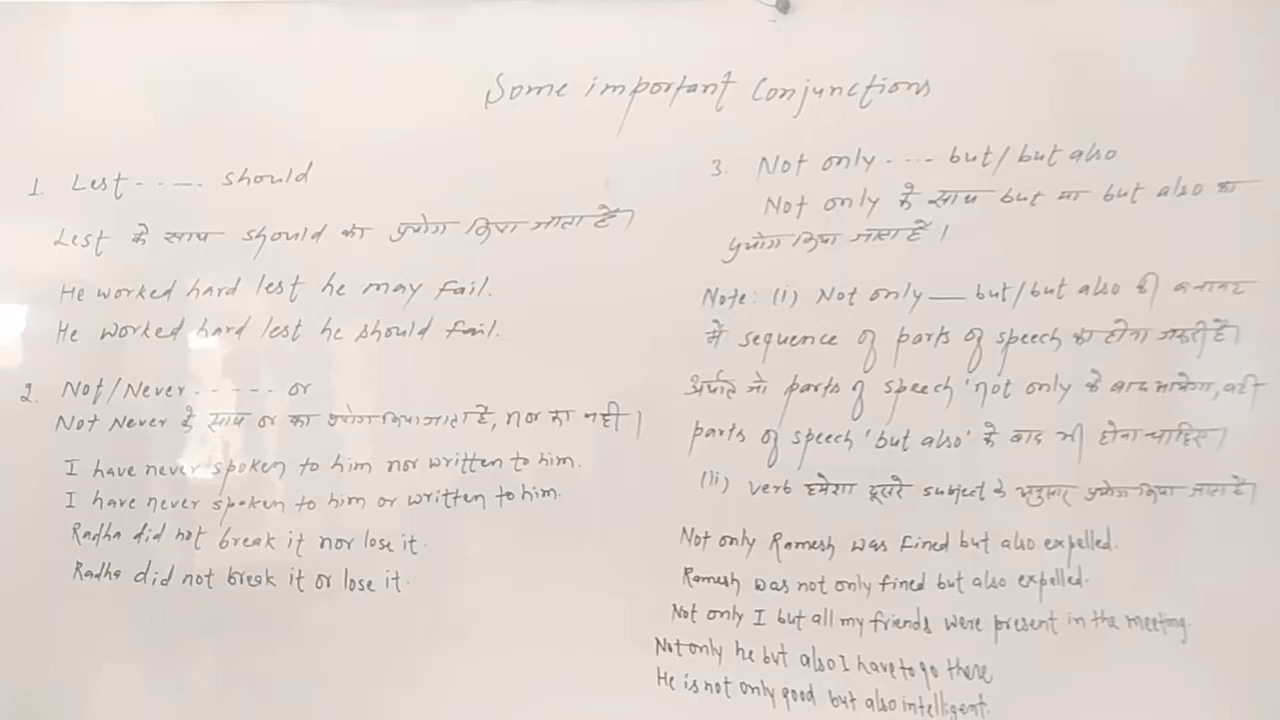 Some important Conjunctions
1. Lest - - - - - should
Lest के साथ should का प्रयोग किया जाता है।
He worked hard lest he may fail.
He worked hard lest he should fail.
2. Not/Never - - - - - - or
Not Never के साथ or का प्रयोग किया जाता है, nor का नहीं।
I have never spoken to him nor written to him.
I have never spoken to him or written to him.
Radha did not break it nor lose it.
Radha did not break it or lose it.
3. Not only - - - - but/but also
Not only के साथ but या but also का
प्रयोग किया जाता है।
Note: (i) Not only — but/but also की बनावट
में sequence of parts of speech का होना जरूरी है।
अर्थात जो parts of speech 'not only के बाद आयेगा, वही
parts of speech 'but also' के बाद भी होना चाहिए।
(ii) verb हमेशा दूसरे subject के अनुसार प्रयोग किया जाता है।
Not only Ramesh was fined but also expelled.
Ramesh was not only fined but also expelled.
Not only I but all my friends were present in the meeting.
Not only he but also I have to go there
He is not only good but also intelligent.